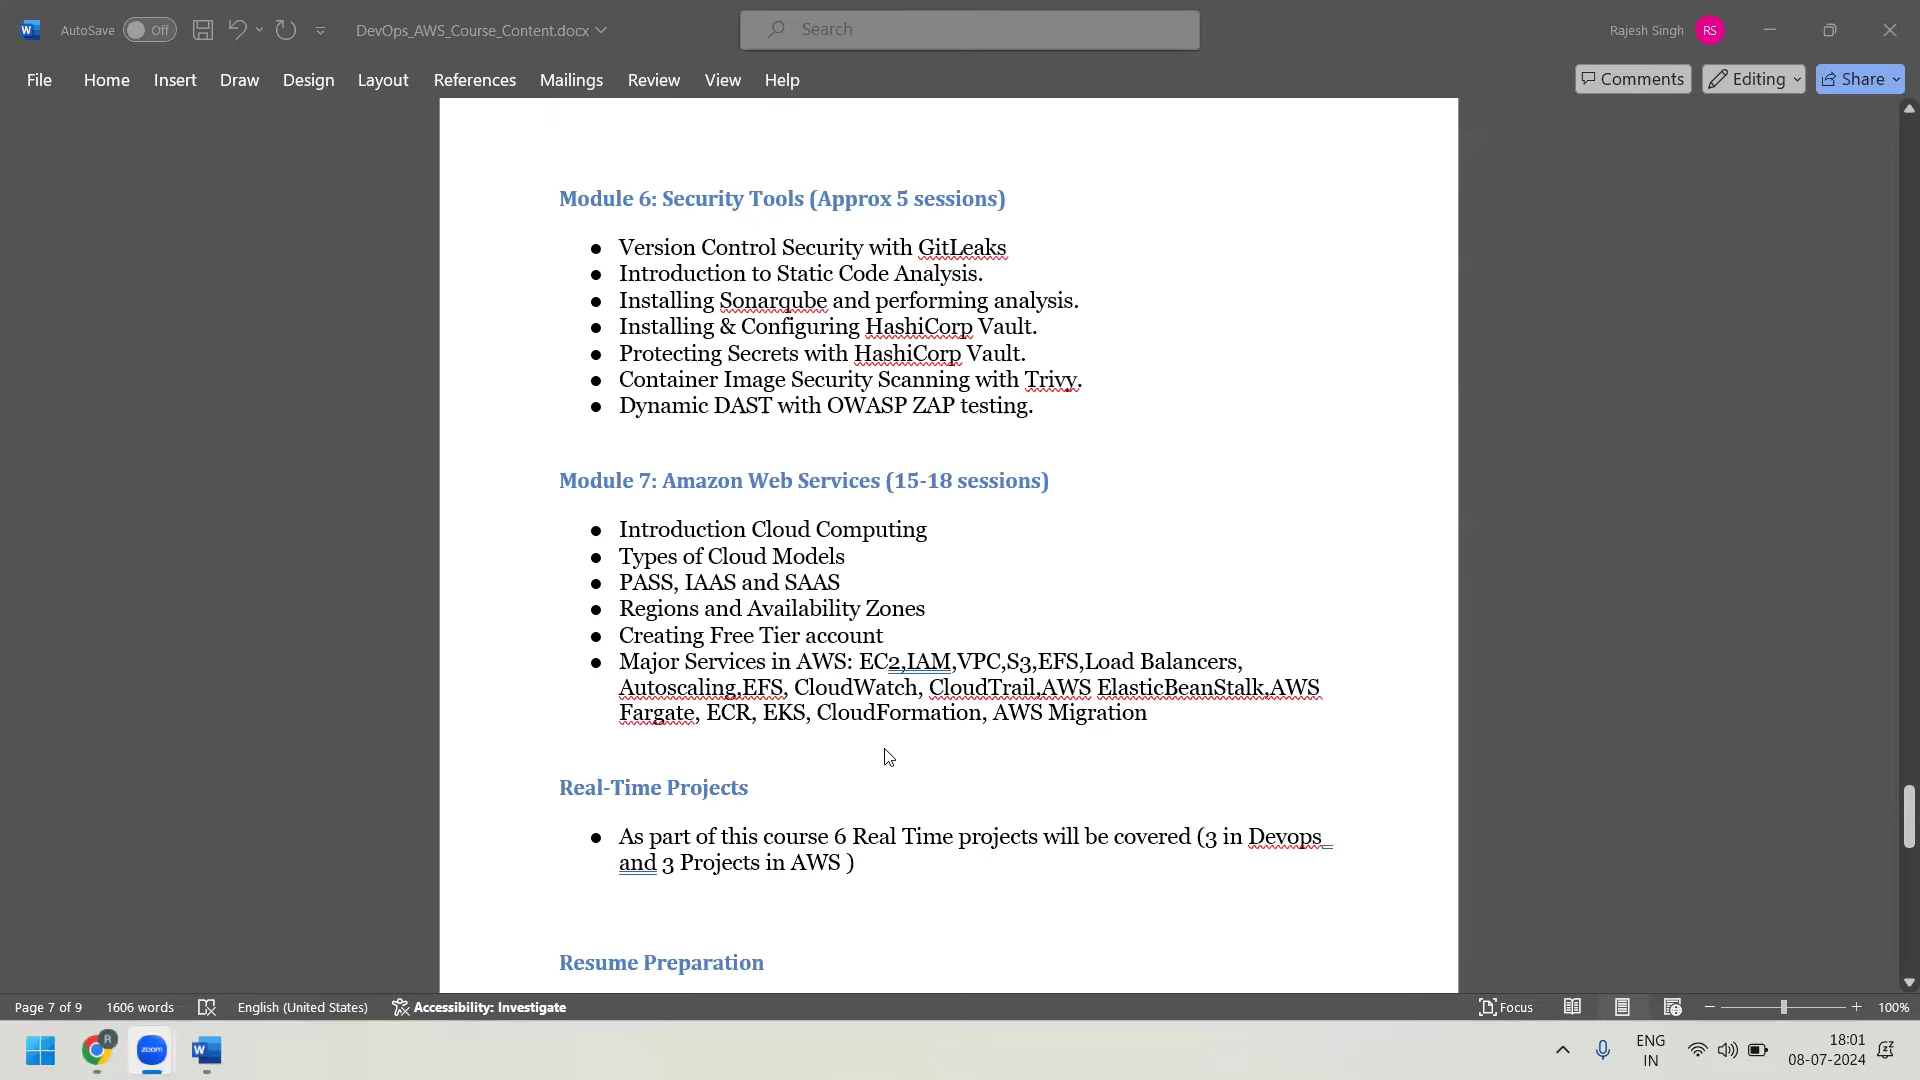 AutoSave Off DevOps_AWS_Course_Content.docx Search Rajesh Singh RS
File Home Insert Draw Design Layout References Mailings Review View Help Comments Editing Share
Module 6: Security Tools (Approx 5 sessions)
● Version Control Security with GitLeaks
● Introduction to Static Code Analysis.
● Installing Sonarqube and performing analysis.
● Installing & Configuring HashiCorp Vault.
● Protecting Secrets with HashiCorp Vault.
● Container Image Security Scanning with Trivy.
● Dynamic DAST with OWASP ZAP testing.
Module 7: Amazon Web Services (15-18 sessions)
● Introduction Cloud Computing
● Types of Cloud Models
● PASS, IAAS and SAAS
● Regions and Availability Zones
● Creating Free Tier account
● Major Services in AWS: EC2,IAM,VPC,S3,EFS,Load Balancers,
Autoscaling,EFS, CloudWatch, CloudTrail,AWS ElasticBeanStalk,AWS
Fargate, ECR, EKS, CloudFormation, AWS Migration
Real-Time Projects
● As part of this course 6 Real Time projects will be covered (3 in Devops
and 3 Projects in AWS )
Resume Preparation
Page 7 of 9 1606 words English (United States) Accessibility: Investigate Focus 100%
R zoom W ENG 18:01
IN 08-07-2024